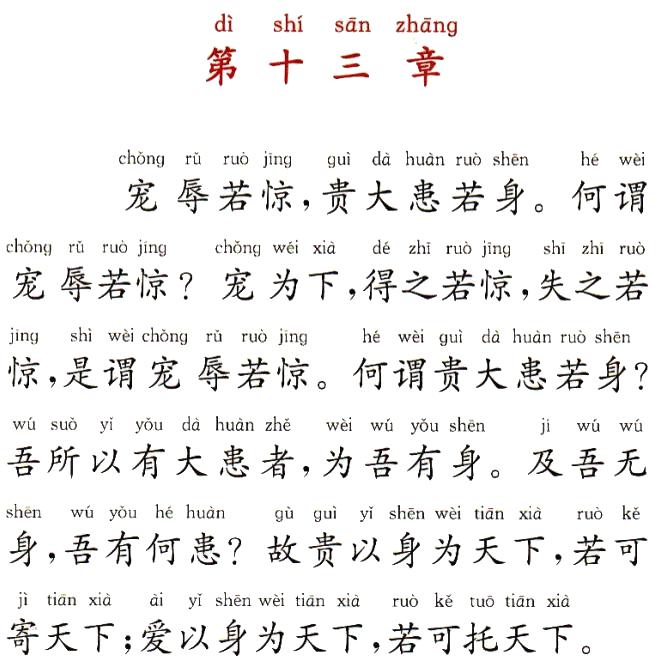 dì shí sān zhāng
第十三章
chǒng rǔ ruò jīng guì dà huàn ruò shēn hé wèi
宠辱若惊，贵大患若身。何谓
chǒng rǔ ruò jīng chǒng wéi xià dé zhī ruò jīng shī zhī ruò
宠辱若惊？宠为下，得之若惊，失之若
jīng shì wèi chǒng rǔ ruò jīng hé wèi guì dà huàn ruò shēn
惊，是谓宠辱若惊。何谓贵大患若身？
wú suǒ yǐ yǒu dà huàn zhě wèi wú yǒu shēn jí wú wú
吾所以有大患者，为吾有身。及吾无
shēn wú yǒu hé huàn gù guì yǐ shēn wèi tiān xià ruò kě
身，吾有何患？故贵以身为天下，若可
jì tiān xià ài yǐ shēn wèi tiān xià ruò kě tuō tiān xià
寄天下；爱以身为天下，若可托天下。